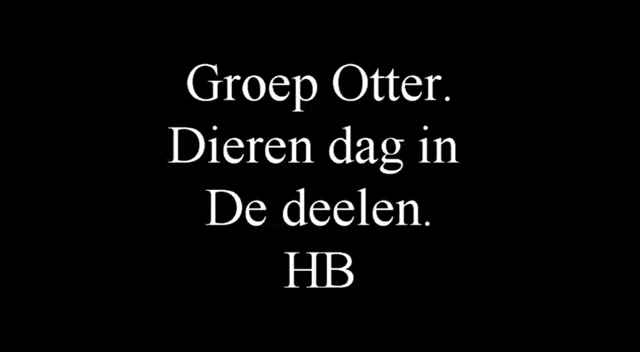 Groep Otter.
Dieren dag in
De deelen.
HB